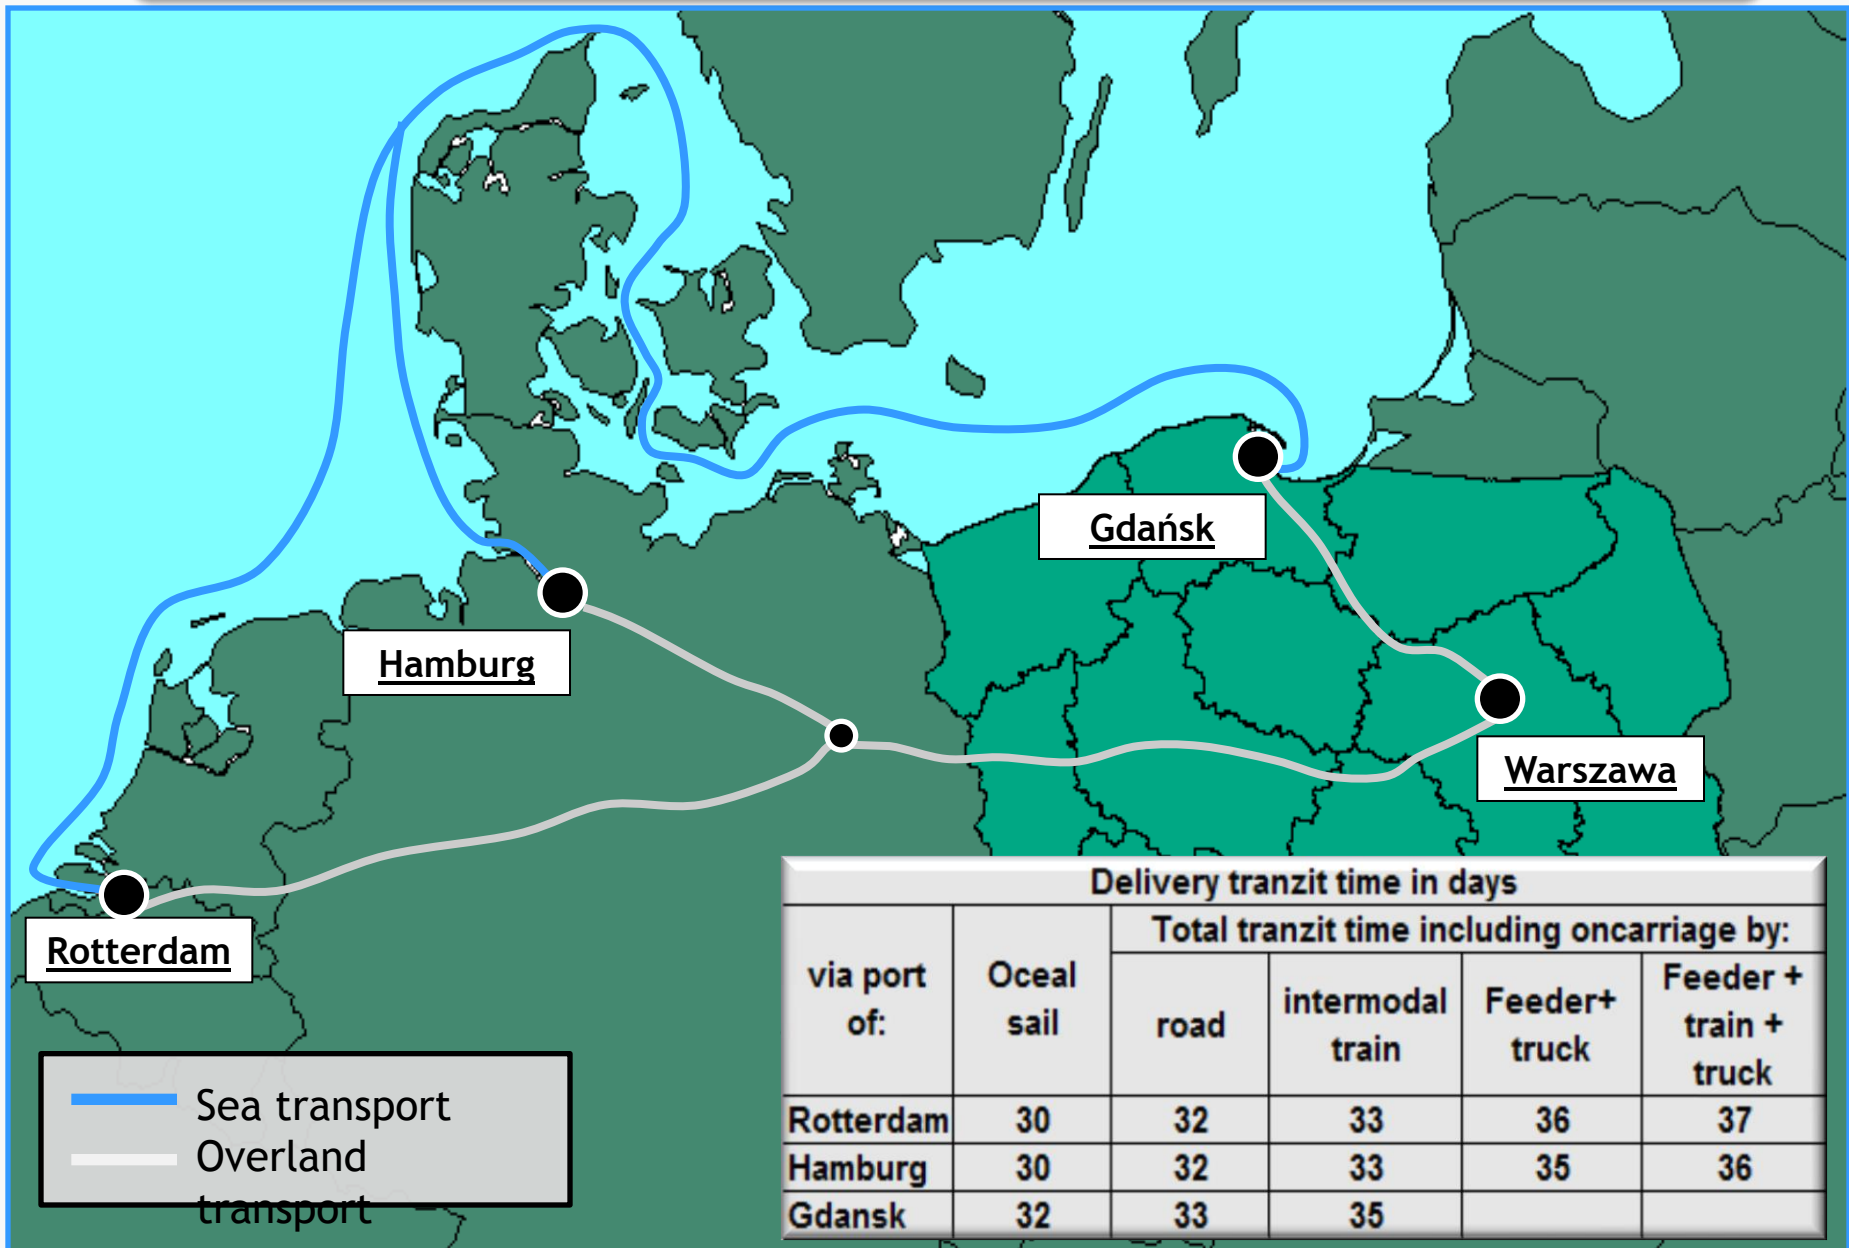 Gdańsk
Hamburg
Warszawa
Rotterdam
Sea transport
Overland
transport
Delivery tranzit time in days
via port of: Oceal sail Total tranzit time including oncarriage by:
road intermodal train Feeder+ truck Feeder + train + truck
Rotterdam 30 32 33 36 37
Hamburg 30 32 33 35 36
Gdansk 32 33 35